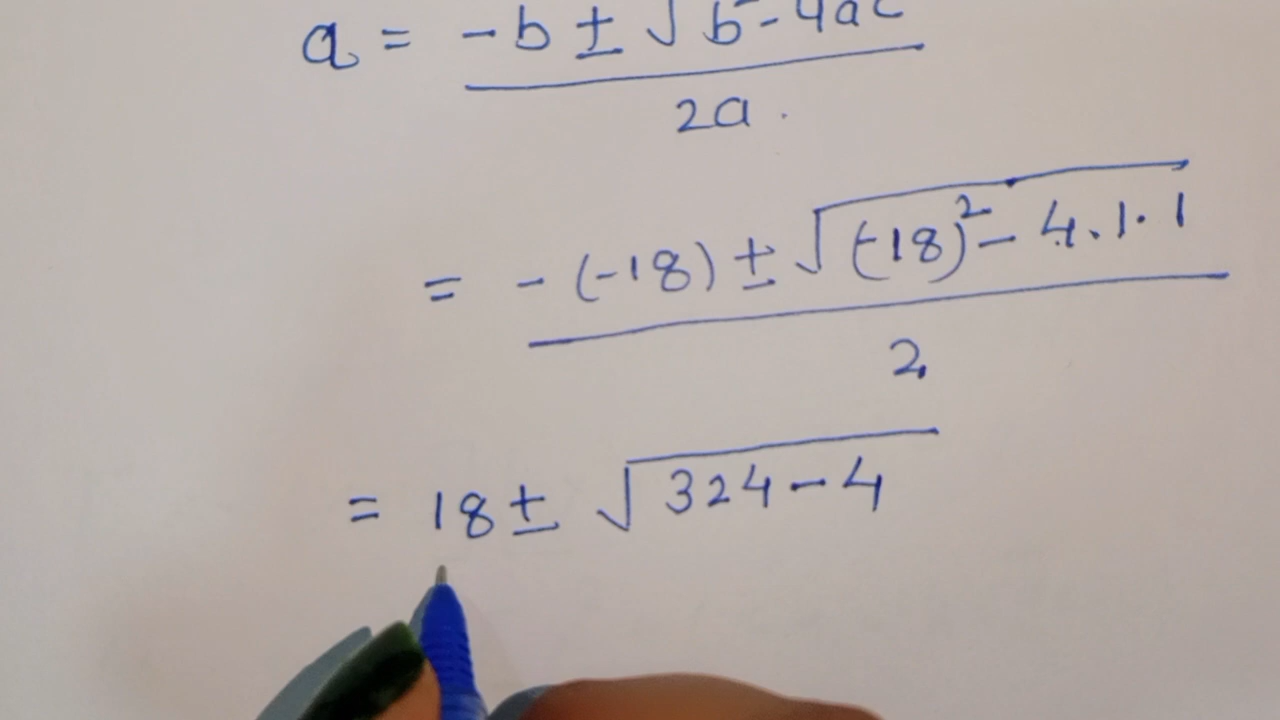 a = -b ± √b²-4ac
2a.
= -(-18) ± √(-18)² - 4.1.1
2
= 18 ± √324-4